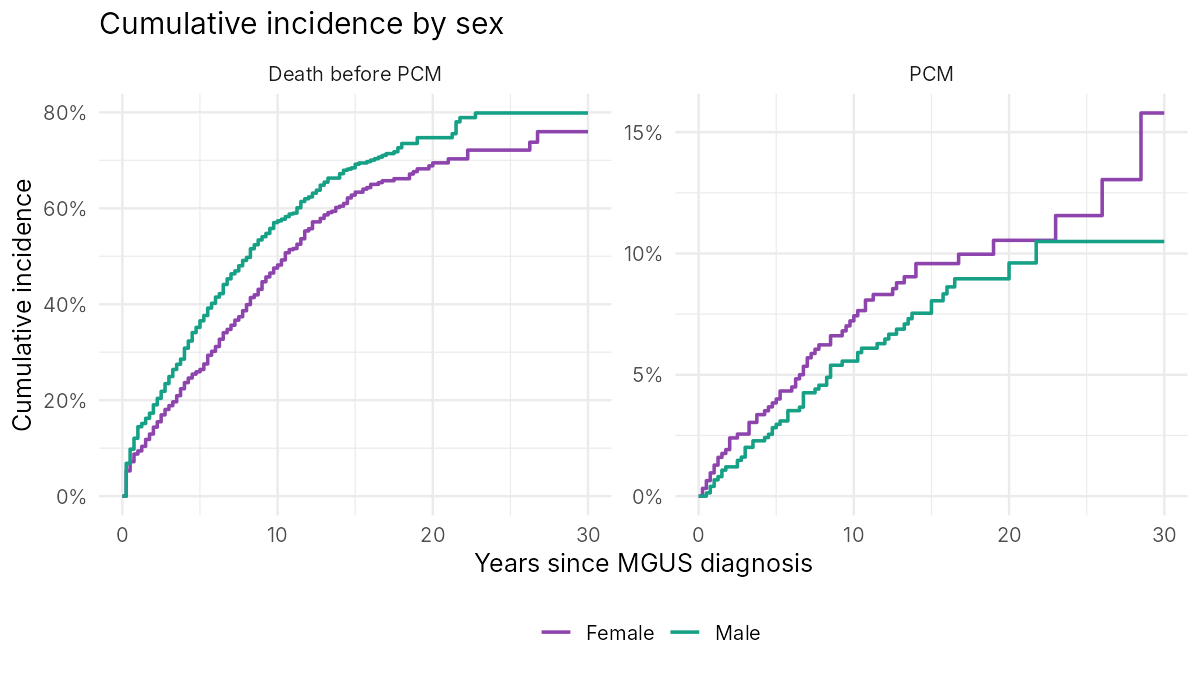 Cumulative incidence by sex
Death before PCM
PCM
Cumulative incidence
80%
60%
40%
20%
0%
15%
10%
5%
0%
0 10 20 30
0 10 20 30
Years since MGUS diagnosis
Female Male